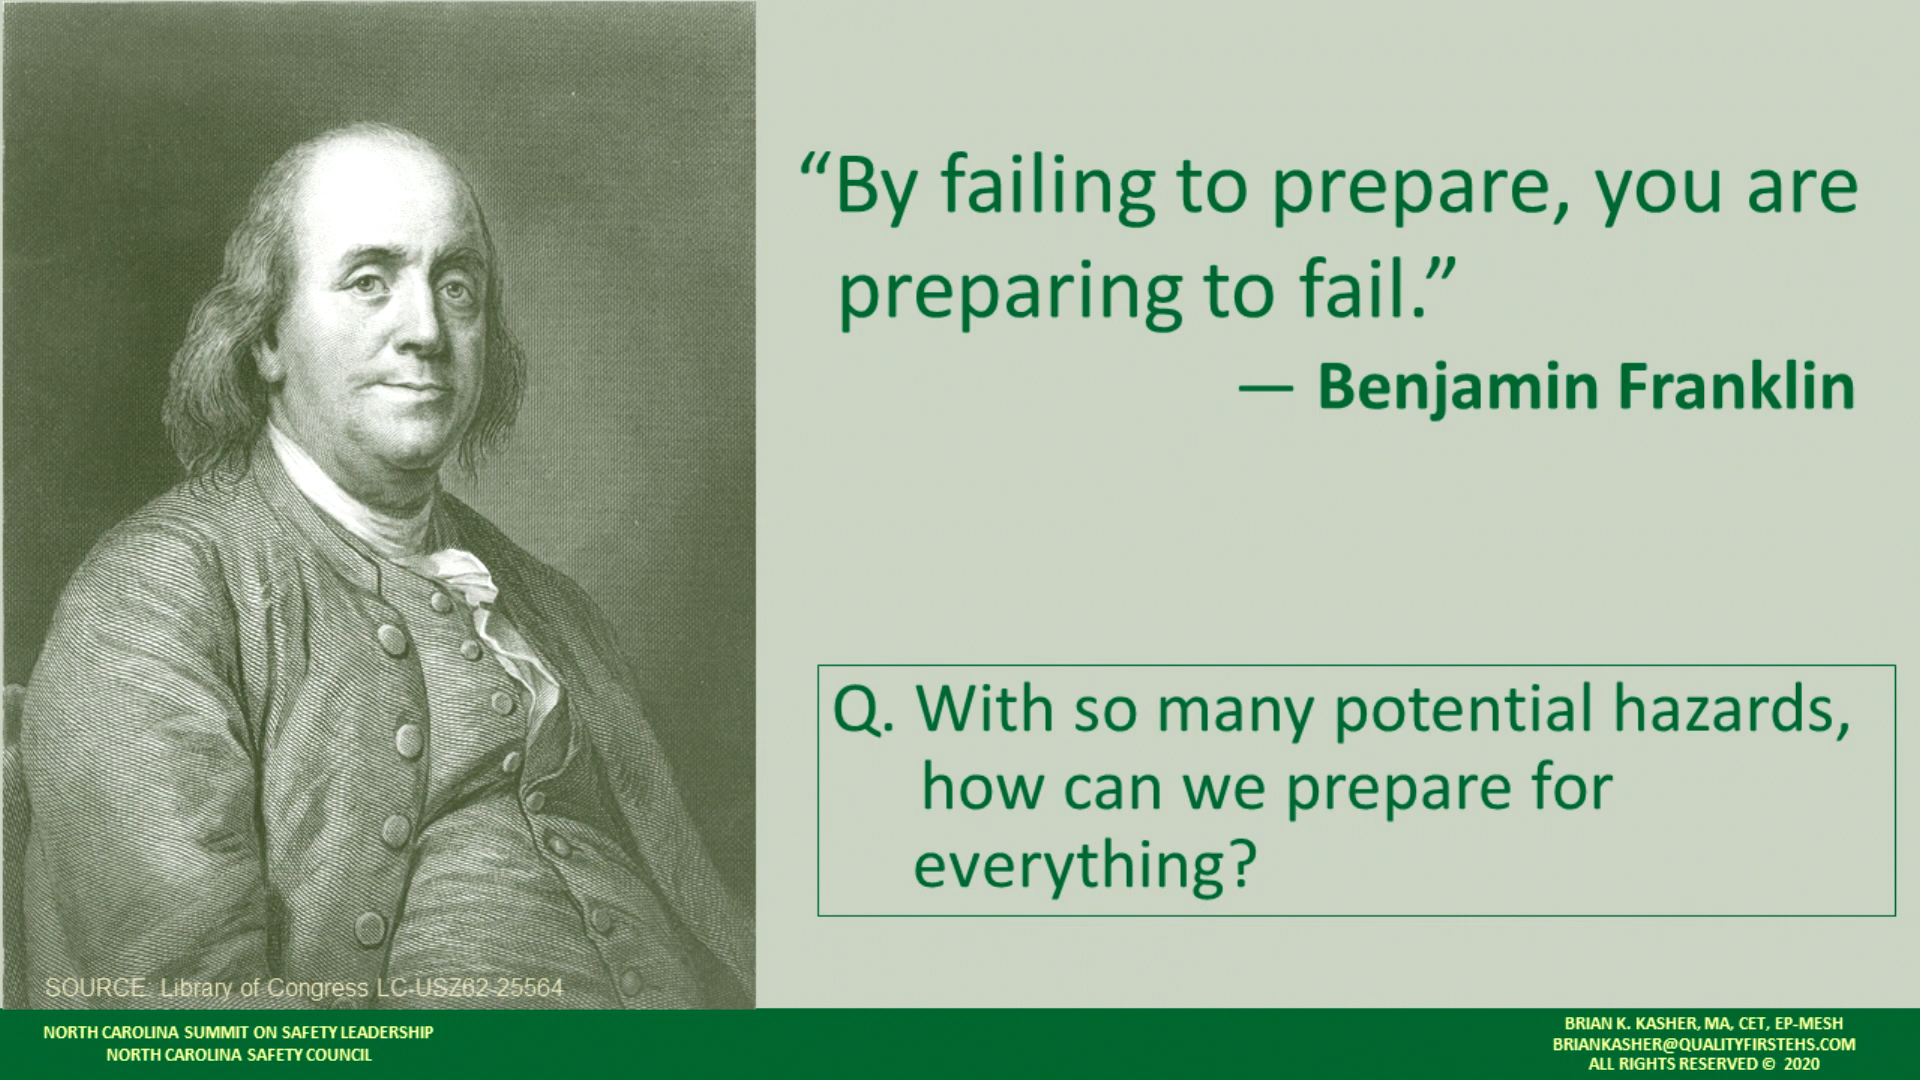 “By failing to prepare, you are
preparing to fail.”
— Benjamin Franklin
Q. With so many potential hazards,
how can we prepare for
everything?
SOURCE: Library of Congress LC-USZ62-25564
NORTH CAROLINA SUMMIT ON SAFETY LEADERSHIP
NORTH CAROLINA SAFETY COUNCIL
BRIAN K. KASHER, MA, CET, EP-MESH
BRIANKASHER@QUALITYFIRSTEHS.COM
ALL RIGHTS RESERVED © 2020